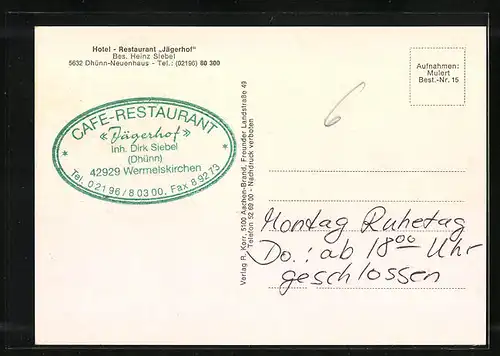 Hotel - Restaurant „Jägerhof"
Bes. Heinz Siebel
5632 Dhünn-Neuenhaus - Tel.: (02196) 80 300
CAFE-RESTAURANT
« Jägerhof »
Inh. Dirk Siebel
(Dhünn)
42929 Wermelskirchen
Tel. 0 21 96 / 8 03 00, Fax 8 92 73
Verlag R. Korr, 5100 Aachen-Brand, Freunder Landstraße 49
Telefon 52 60 00 - Nachdruck verboten
6
Aufnahmen:
Mulert
Best.-Nr. 15
Montag Ruhetag
Do.: ab 18⁰⁰ Uhr
geschlossen